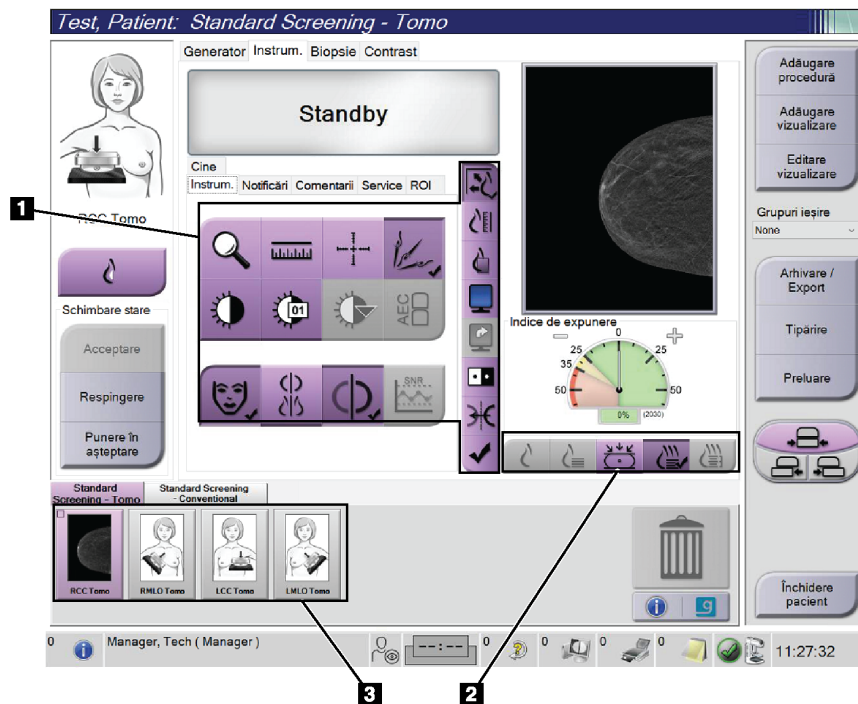 Test, Patient: Standard Screening - Tomo
Generator Instrum. Biopsie Contrast
Standby
Cine
Instrum. Notificări Comentarii Service ROI
1
RCC Tomo
Schimbare stare
Acceptare
Respingere
Punere în
așteptare
01
AEC
SNR
Indice de expunere
0
25 25
35
50 50
0% (2000)
Adăugare
procedură
Adăugare
vizualizare
Editare
vizualizare
Grupuri ieșire
None
Arhivare /
Export
Tipărire
Preluare
Închidere
pacient
Standard
Screening - Tomo
Standard Screening
- Conventional
RCC Tomo RMLO Tomo LCC Tomo LMLO Tomo
0 Manager, Tech ( Manager ) --:-- 0 0 0 0 11:27:32
3 2